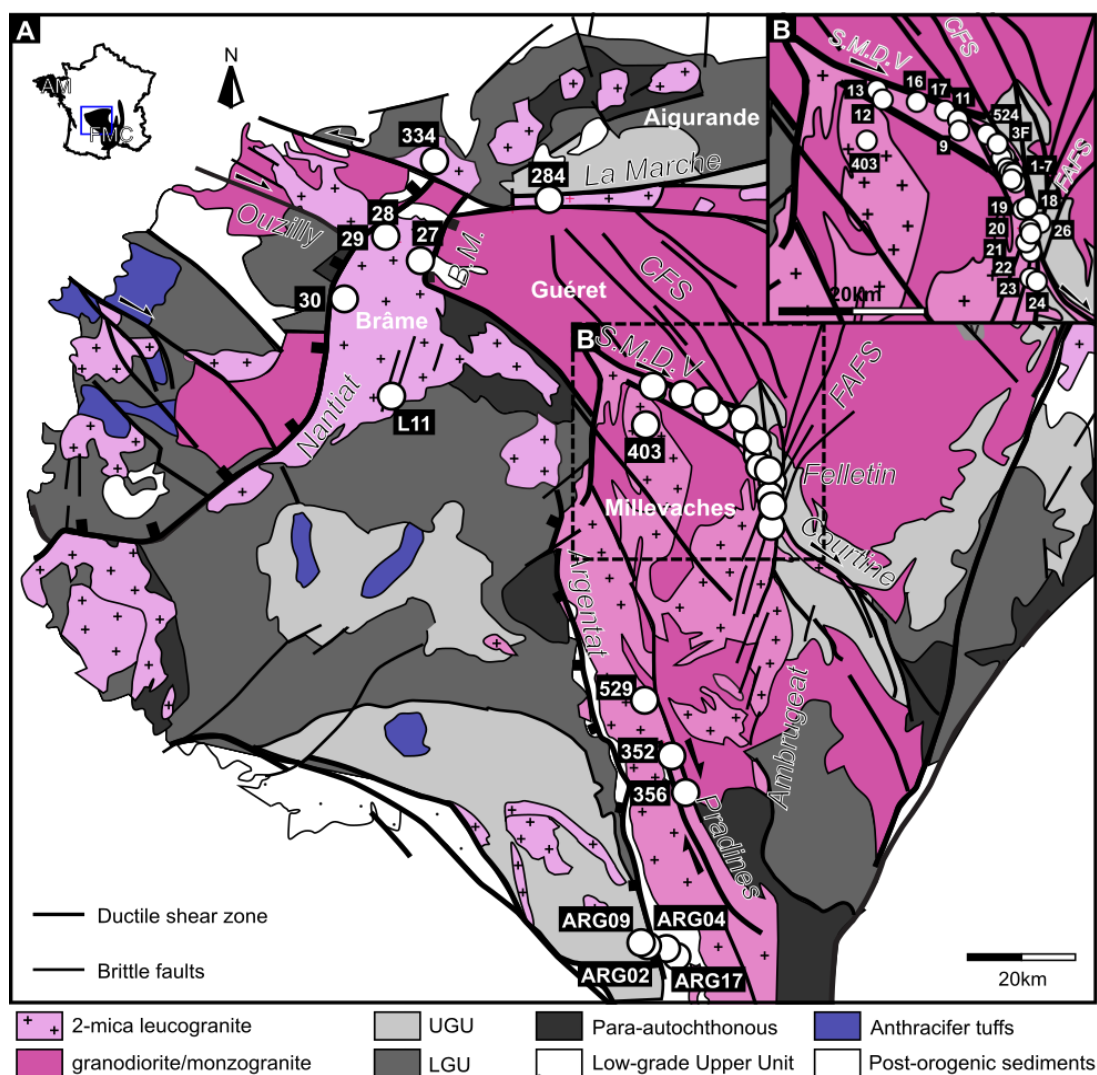 A
AM
FMC
N
334
Aigurande
La Marche
284
Ouzilly
28
29
27
B.M.
30
Brâme
Guéret
CFS
Nantiat
L11
B
S.M.D.V
FAFS
403
Felletin
Millevaches
Courtine
Argentat
529
352
356
Ambrugeat
Pradines
ARG09
ARG04
ARG02
ARG17
Ductile shear zone
Brittle faults
20km
B
CFS
S.M.D.V
16
17
11
13
524
12
3F
9
403
1-7
FAFS
18
19
20
26
21
22
23
24
20Km
2-mica leucogranite
UGU
Para-autochthonous
Anthracifer tuffs
granodiorite/monzogranite
LGU
Low-grade Upper Unit
Post-orogenic sediments